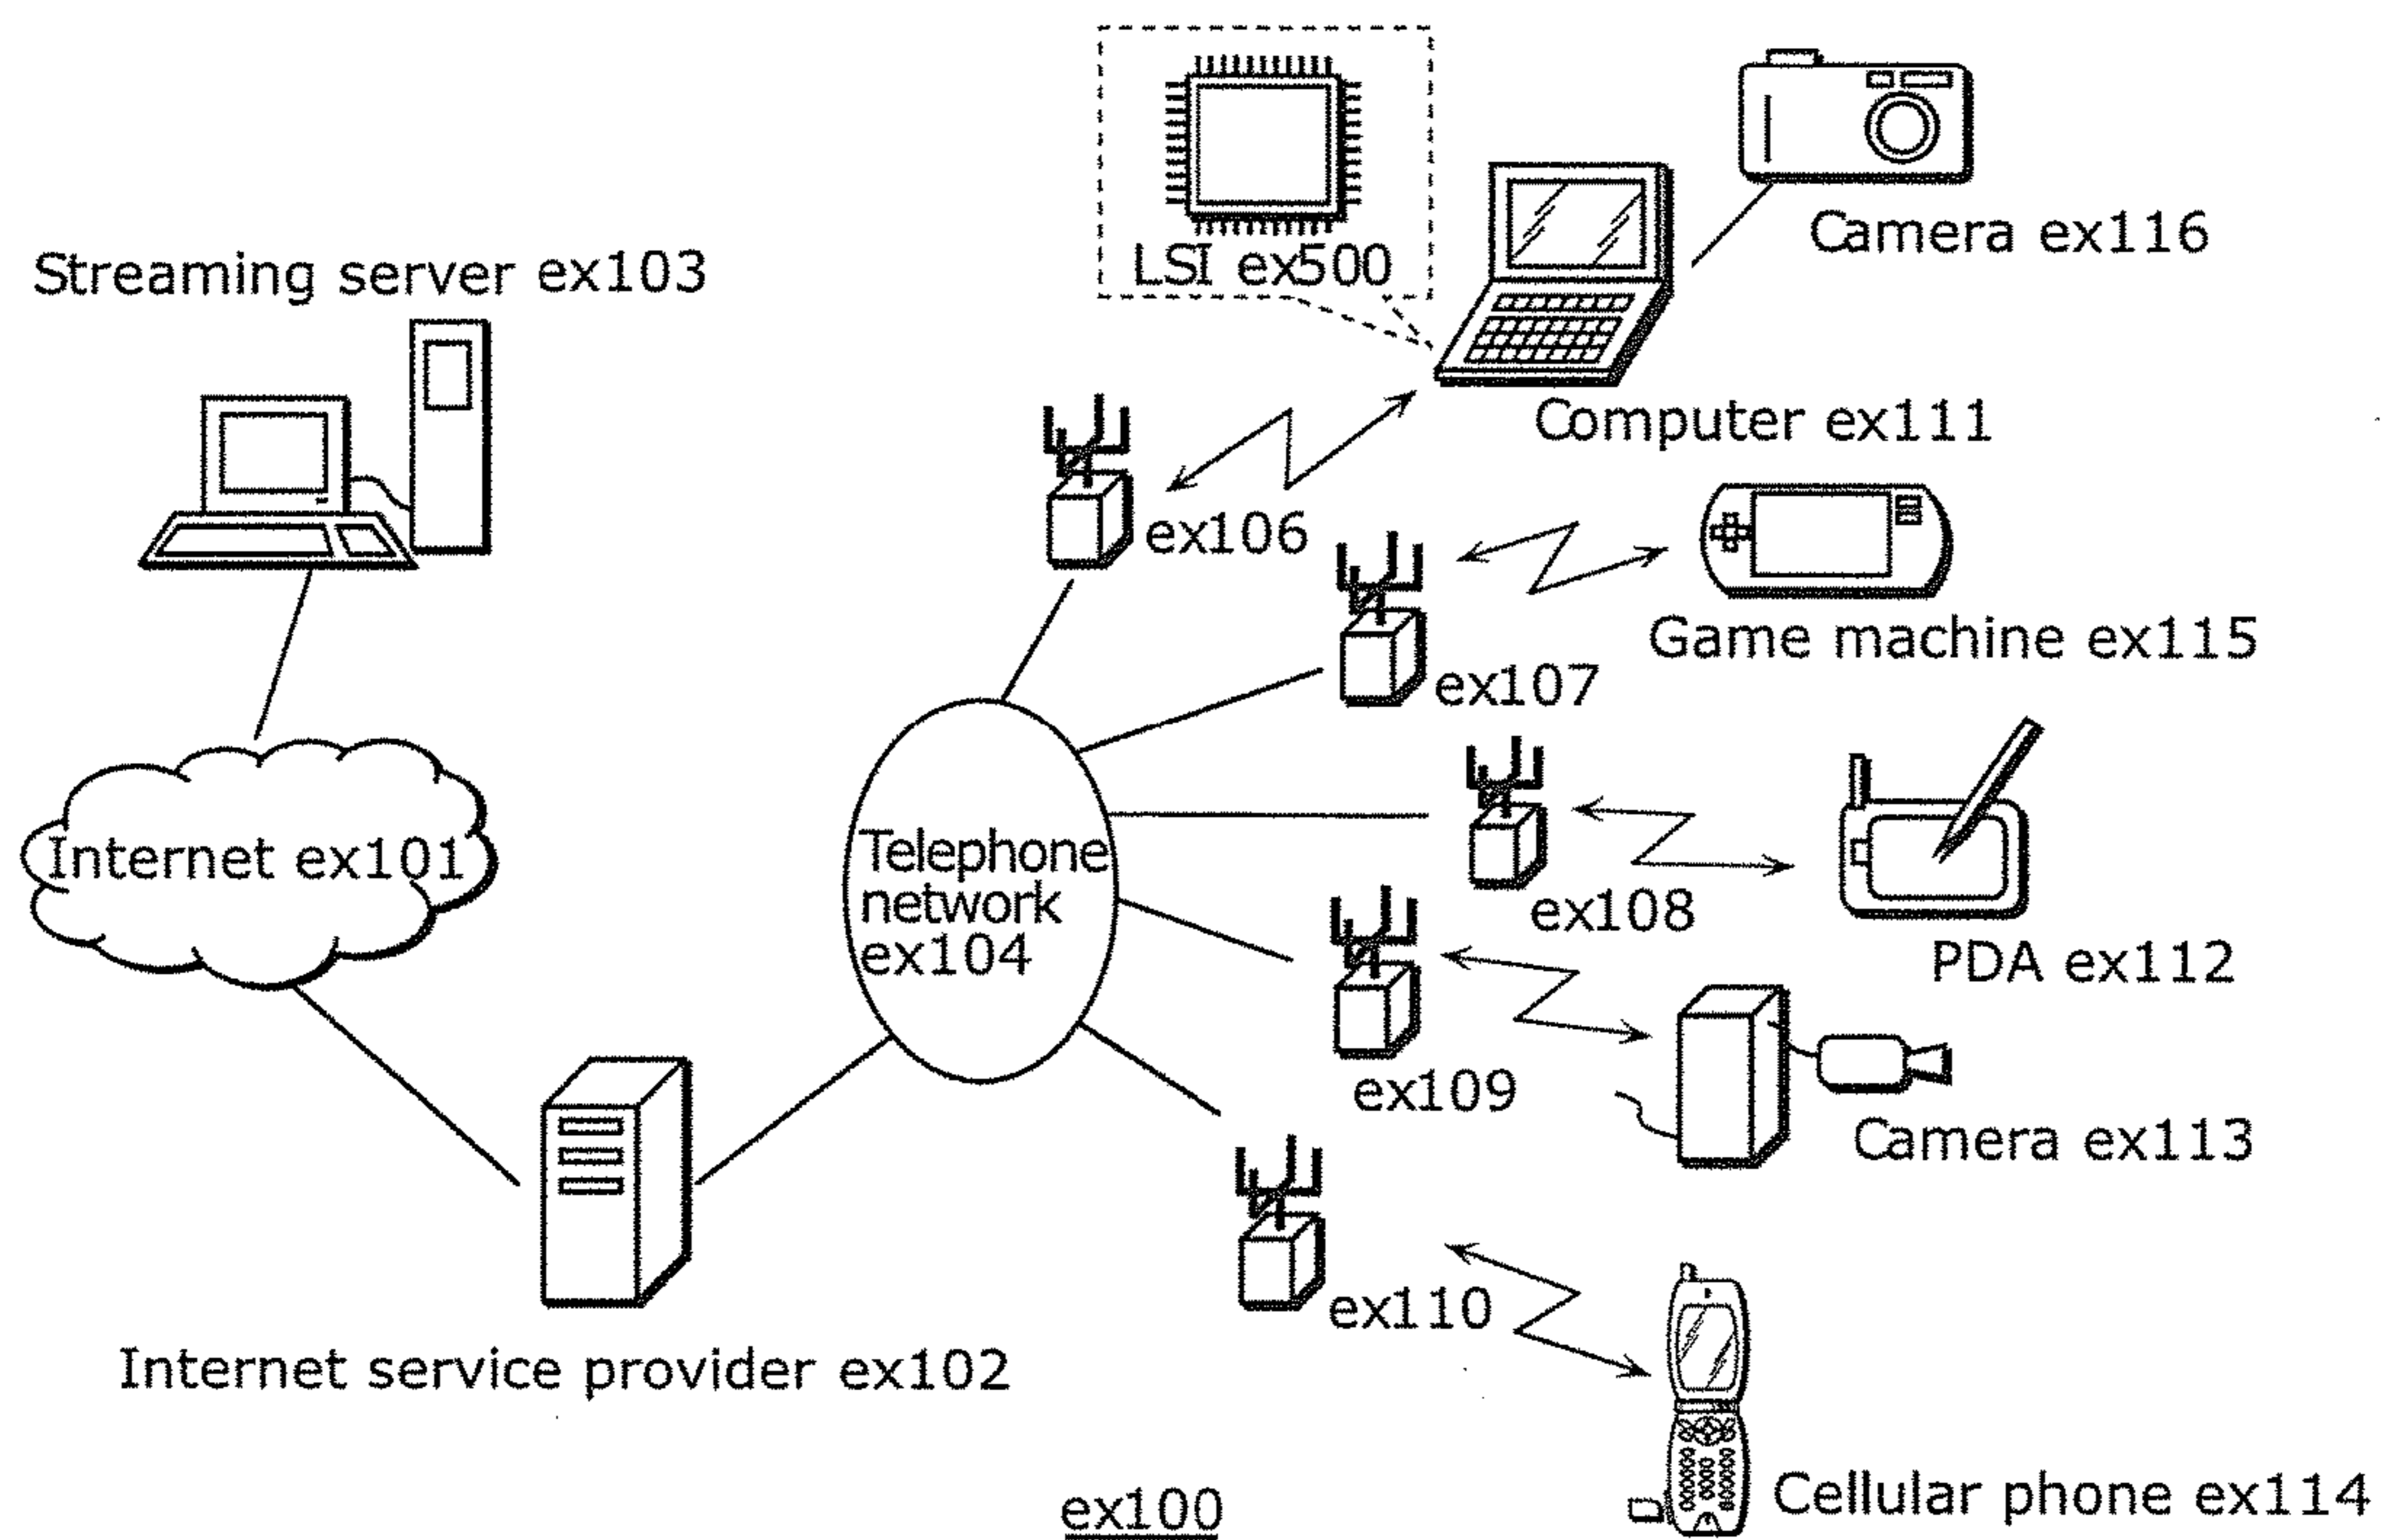 LSI ex500
Camera ex116
Streaming server ex103
Computer ex111
ex106
Game machine ex115
ex107
Internet ex101
Telephone
network
ex104
ex108
PDA ex112
ex109
Camera ex113
ex110
Internet service provider ex102
Cellular phone ex114
ex100